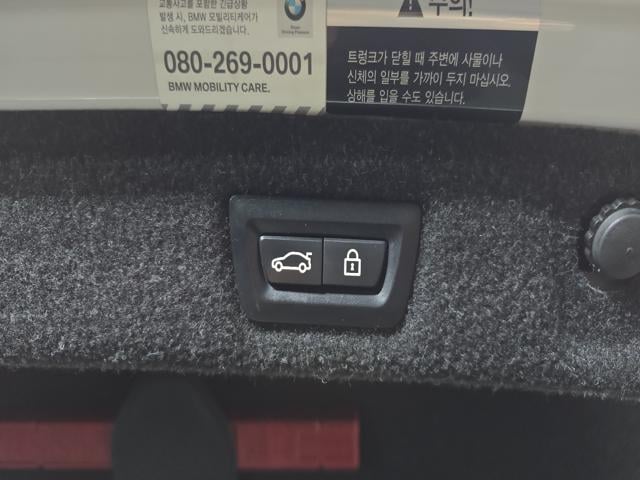 교통사고를 포함한 긴급상황
발생 시, BMW 모빌리티케어가
신속하게 도와드리겠습니다.
080-269-0001
BMW MOBILITY CARE.
주의!
트렁크가 닫힐 때 주변에 사물이나
신체의 일부를 가까이 두지 마십시오.
상해를 입을 수도 있습니다.